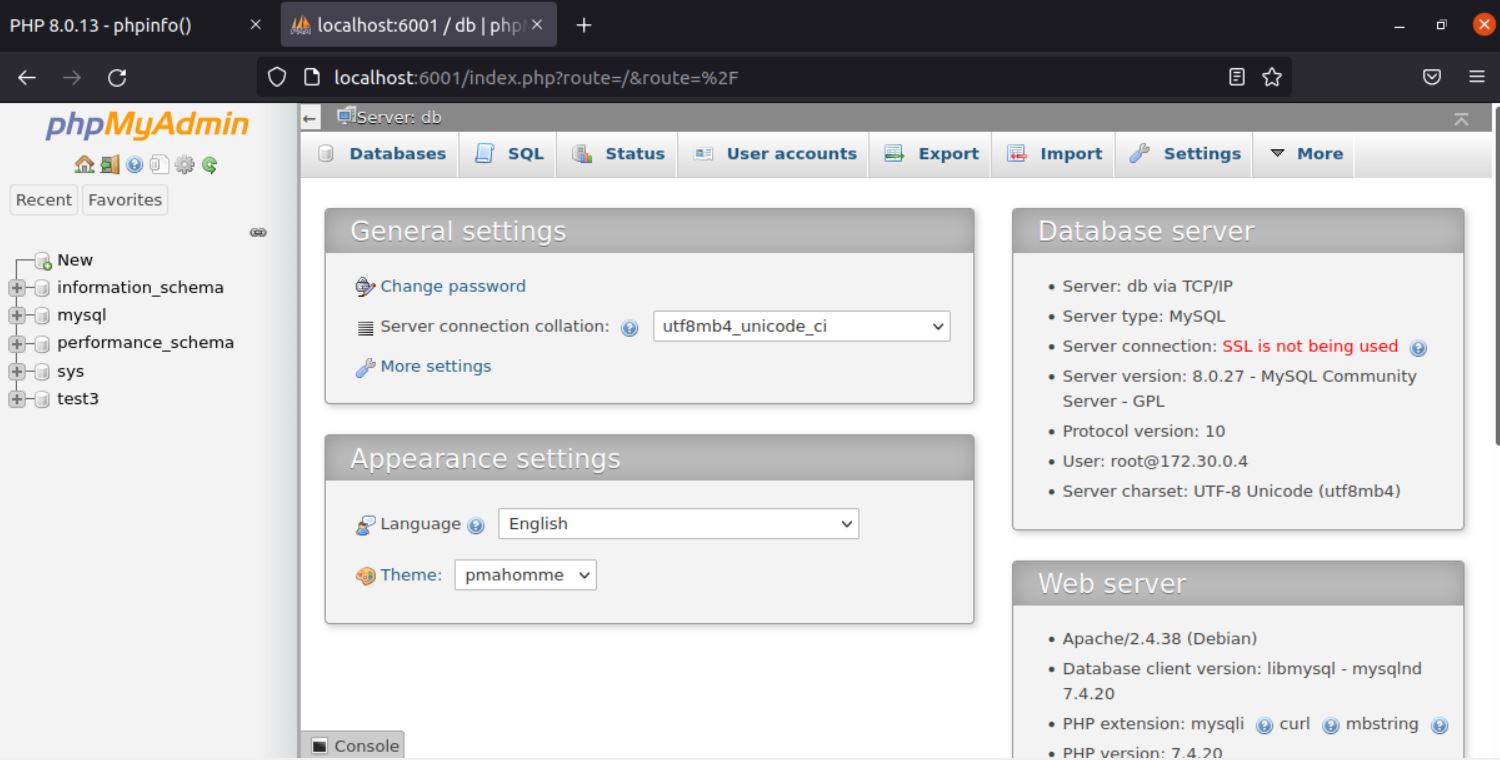 PHP 8.0.13 - phpinfo()
localhost:6001 / db | php
localhost:6001/index.php?route=/&route=%2F
phpMyAdmin
Recent Favorites
New
information_schema
mysql
performance_schema
sys
test3
Server: db
Databases SQL Status User accounts Export Import Settings More
General settings
Change password
Server connection collation: utf8mb4_unicode_ci
More settings
Appearance settings
Language English
Theme: pmahomme
Database server
Server: db via TCP/IP
Server type: MySQL
Server connection: SSL is not being used
Server version: 8.0.27 - MySQL Community
Server - GPL
Protocol version: 10
User: root@172.30.0.4
Server charset: UTF-8 Unicode (utf8mb4)
Web server
Apache/2.4.38 (Debian)
Database client version: libmysql - mysqlnd
7.4.20
PHP extension: mysqli curl mbstring
PHP version: 7.4.20
Console